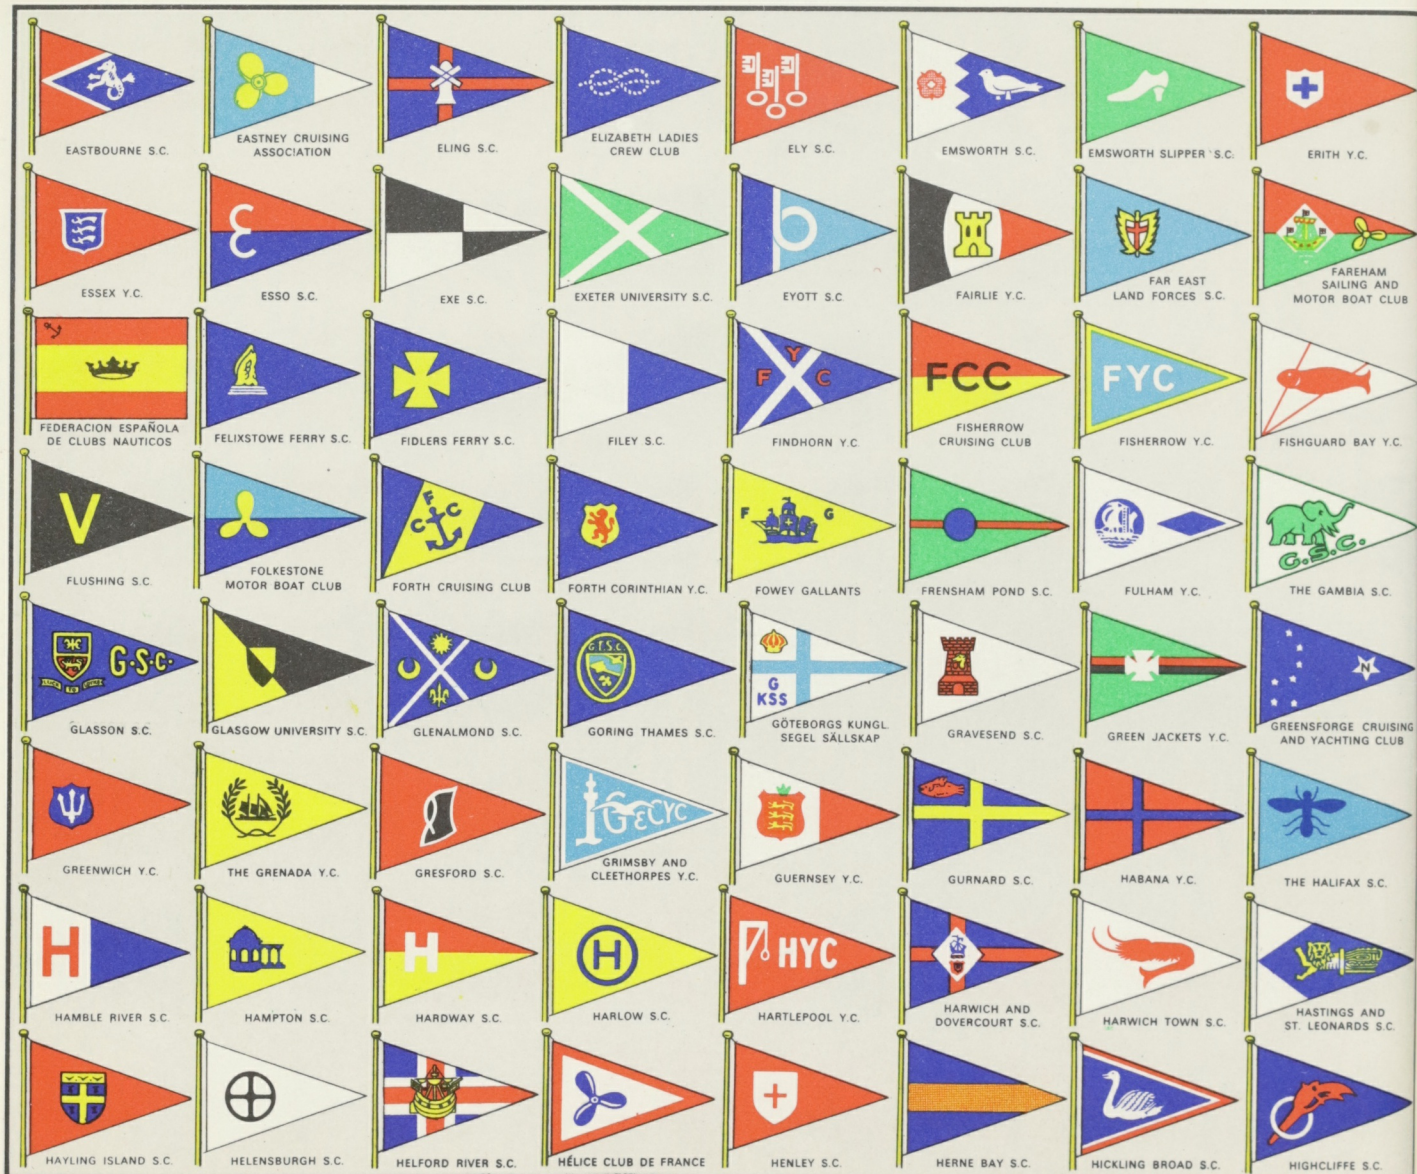 EASTBOURNE S.C.
EASTNEY CRUISING
ASSOCIATION
ELING S.C.
ELIZABETH LADIES
CREW CLUB
ELY S.C.
EMSWORTH S.C.
EMSWORTH SLIPPER S.C.
ERITH Y.C.
ESSEX Y.C.
ESSO S.C.
EXE S.C.
EXETER UNIVERSITY S.C.
EYOTT S.C.
FAIRLIE Y.C.
FAR EAST
LAND FORCES S.C.
FAREHAM
SAILING AND
MOTOR BOAT CLUB
FEDERACION ESPAÑOLA
DE CLUBS NAUTICOS
FELIXSTOWE FERRY S.C.
FIDLERS FERRY S.C.
FILEY S.C.
Y
F C
FINDHORN Y.C.
FCC
FISHERROW
CRUISING CLUB
FYC
FISHERROW Y.C.
FISHGUARD BAY Y.C.
V
FLUSHING S.C.
FOLKESTONE
MOTOR BOAT CLUB
F
C C
FORTH CRUISING CLUB
FORTH CORINTHIAN Y.C.
F G
FOWEY GALLANTS
FRENSHAM POND S.C.
FULHAM Y.C.
G.S.C.
THE GAMBIA S.C.
G.S.C.
GLASSON S.C.
GLASGOW UNIVERSITY S.C.
GLENALMOND S.C.
G.T.S.C.
GORING THAMES S.C.
G
KSS
GÖTEBORGS KUNGL.
SEGEL SÄLLSKAP
GRAVESEND S.C.
GREEN JACKETS Y.C.
N
GREENSFORGE CRUISING
AND YACHTING CLUB
GREENWICH Y.C.
THE GRENADA Y.C.
GRESFORD S.C.
G&CYC
GRIMSBY AND
CLEETHORPES Y.C.
GUERNSEY Y.C.
GURNARD S.C.
HABANA Y.C.
THE HALIFAX S.C.
H
HAMBLE RIVER S.C.
HAMPTON S.C.
H
HARDWAY S.C.
H
HARLOW S.C.
HYC
HARTLEPOOL Y.C.
HARWICH AND
DOVERCOURT S.C.
HARWICH TOWN S.C.
HASTINGS AND
ST. LEONARDS S.C.
HAYLING ISLAND S.C.
HELENSBURGH S.C.
HELFORD RIVER S.C.
HÉLICE CLUB DE FRANCE
HENLEY S.C.
HERNE BAY S.C.
HICKLING BROAD S.C.
HIGHCLIFFE S.C.